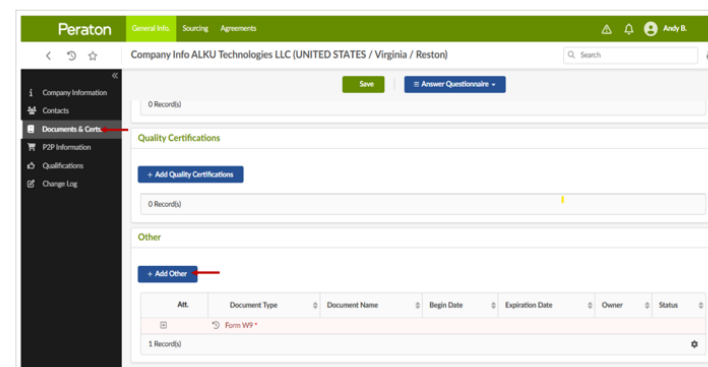 Peraton
General Info. Sourcing Agreements
Andy B.
Company Info ALKU Technologies LLC (UNITED STATES / Virginia / Reston)
Search
Save
Answer Questionnaire
Company Information
Contacts
Documents & Certs.
P2P Information
Qualifications
Change Log
0 Record(s)
Quality Certifications
+ Add Quality Certifications
0 Record(s)
Other
+ Add Other
Att. Document Type Document Name Begin Date Expiration Date Owner Status
Form W9 *
1 Record(s)